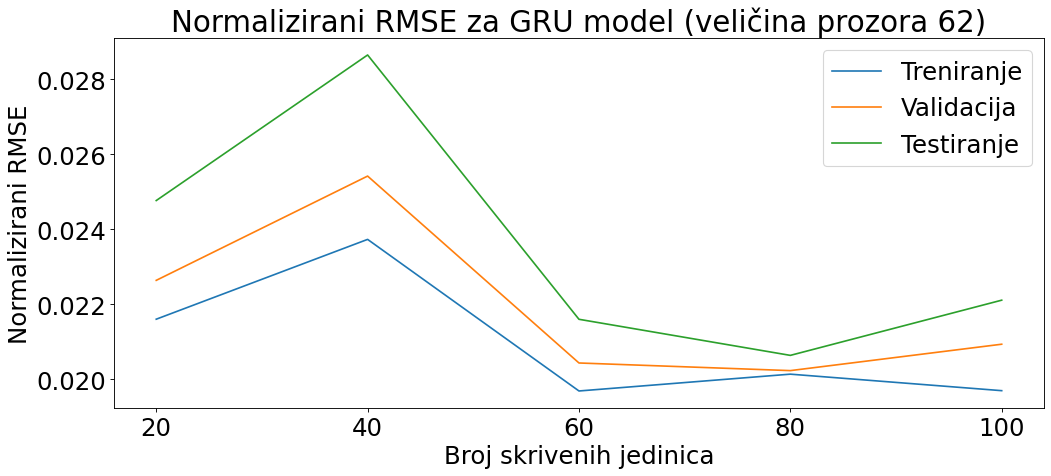 Normalizirani RMSE za GRU model (veličina prozora 62)
Normalizirani RMSE
0.028
0.026
0.024
0.022
0.020
Treniranje
Validacija
Testiranje
20 40 60 80 100
Broj skrivenih jedinica